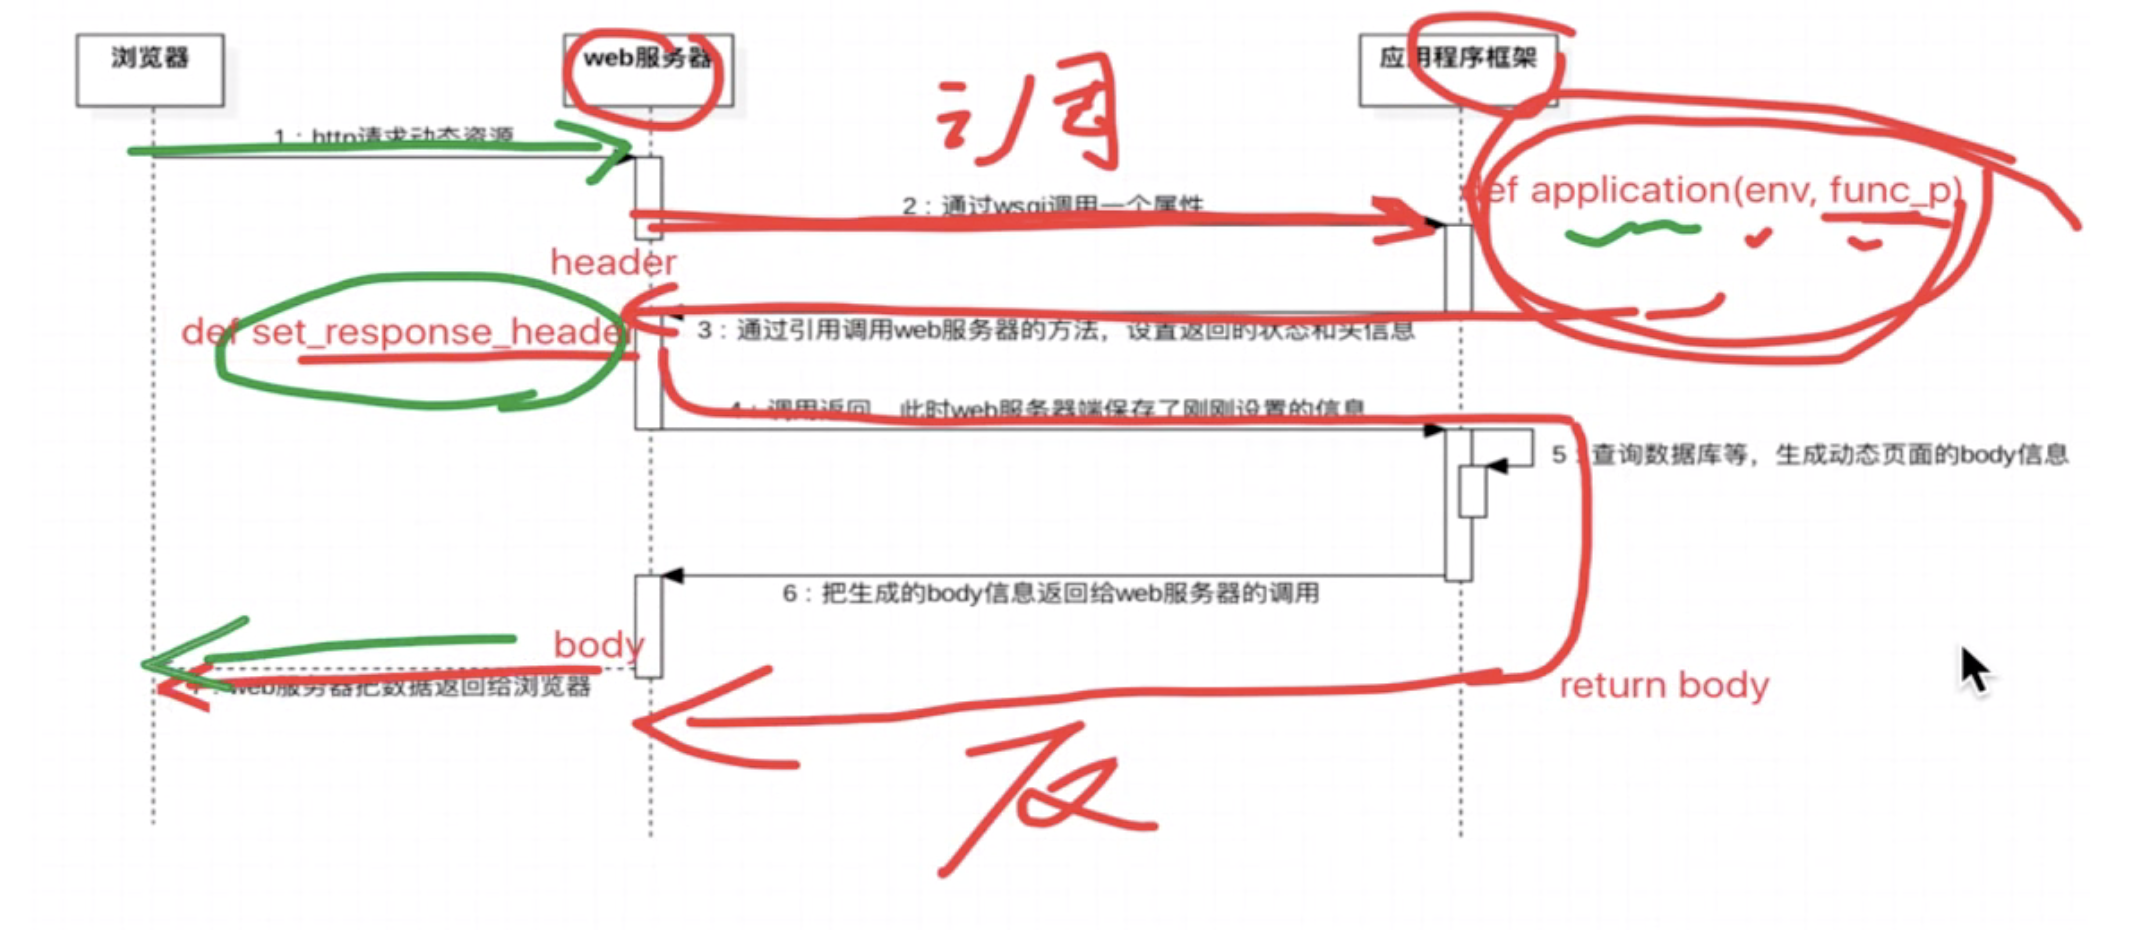 浏览器
web服务器
应用程序框架
调
1：http请求动态资源
def application(env, func_p)
2：通过wsgi调用一个属性
header
def set_response_header
3：通过引用调用web服务器的方法，设置返回的状态和头信息
4：调用返回，此时web服务器端保存了刚刚设置的信息
5：查询数据库等，生成动态页面的body信息
6：把生成的body信息返回给web服务器的调用
body
7：web服务器把数据返回给浏览器
return body